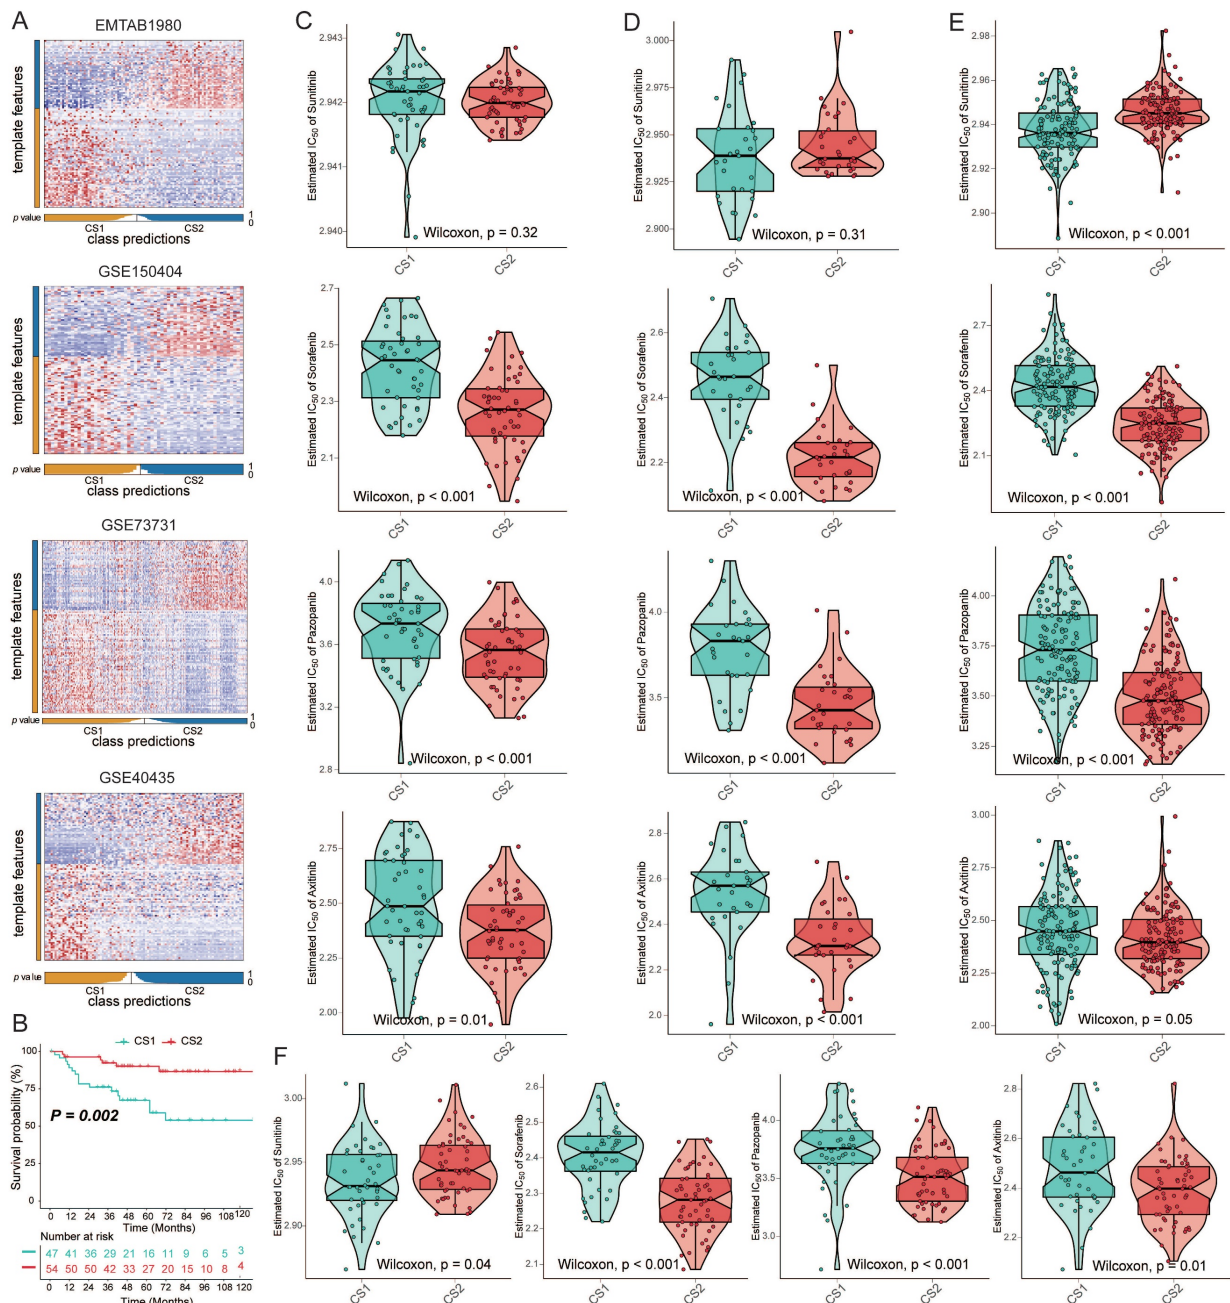 A
EMTAB1980
template features
p value
1
0
CS1
CS2
class predictions
GSE150404
template features
p value
1
0
CS1
CS2
class predictions
GSE73731
template features
p value
1
0
CS1
CS2
class predictions
GSE40435
template features
p value
1
0
CS1
CS2
class predictions
B
CS1 CS2
Survival probability (%)
100
75
50
25
0
P = 0.002
0 12 24 36 48 60 72 84 96 108 120
Time (Months)
Number at risk
47 41 36 29 21 16 11 9 6 5 3
54 50 50 42 33 27 20 15 10 8 4
0 12 24 36 48 60 72 84 96 108 120
Time (Months)
C
Estimated IC50 of Sunitinib
2.943
2.942
2.941
2.940
Wilcoxon, p = 0.32
CS1
CS2
Estimated IC50 of Sorafenib
2.7
2.5
2.3
2.1
Wilcoxon, p < 0.001
CS1
CS2
Estimated IC50 of Pazopanib
4.0
3.6
3.2
2.8
Wilcoxon, p < 0.001
CS1
CS2
Estimated IC50 of Axitinib
2.75
2.50
2.25
2.00
Wilcoxon, p = 0.01
CS1
CS2
D
Estimated IC50 of Sunitinib
3.000
2.950
2.925
2.900
Wilcoxon, p = 0.31
CS1
CS2
Estimated IC50 of Sorafenib
2.6
2.4
2.2
Wilcoxon, p < 0.001
CS1
CS2
Estimated IC50 of Pazopanib
4.0
3.5
Wilcoxon, p < 0.001
CS1
CS2
Estimated IC50 of Axitinib
2.8
2.6
2.4
2.2
2.0
Wilcoxon, p < 0.001
CS1
CS2
E
Estimated IC50 of Sunitinib
2.98
2.96
2.94
2.92
2.90
Wilcoxon, p < 0.001
CS1
CS2
Estimated IC50 of Sorafenib
2.7
2.4
2.1
Wilcoxon, p < 0.001
CS1
CS2
Estimated IC50 of Pazopanib
4.00
3.75
3.50
3.25
Wilcoxon, p < 0.001
CS1
CS2
Estimated IC50 of Axitinib
3.00
2.75
2.50
2.25
2.00
Wilcoxon, p = 0.05
CS1
CS2
F
Estimated IC50 of Sunitinib
3.00
2.95
2.90
Wilcoxon, p = 0.04
CS1
CS2
Estimated IC50 of Sorafenib
2.6
2.5
2.4
2.3
2.2
2.1
Wilcoxon, p < 0.001
CS1
CS2
Estimated IC50 of Pazopanib
4.0
3.5
3.0
Wilcoxon, p < 0.001
CS1
CS2
Estimated IC50 of Axitinib
2.8
2.6
2.4
2.2
Wilcoxon, p = 0.01
CS1
CS2